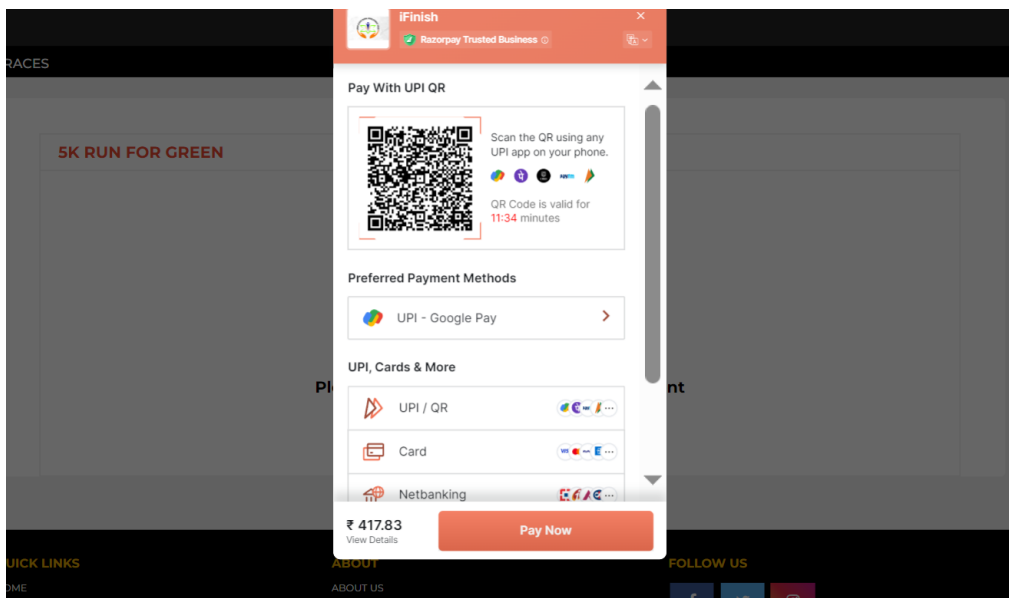 iFinish
Razorpay Trusted Business
RACES
Pay With UPI QR
5K RUN FOR GREEN
Scan the QR using any
UPI app on your phone.
QR Code is valid for
11:34 minutes
Preferred Payment Methods
UPI - Google Pay
UPI, Cards & More
Pl
nt
UPI / QR
Card
VISA
Netbanking
₹ 417.83
View Details
Pay Now
UICK LINKS
ABOUT
FOLLOW US
OME
ABOUT US